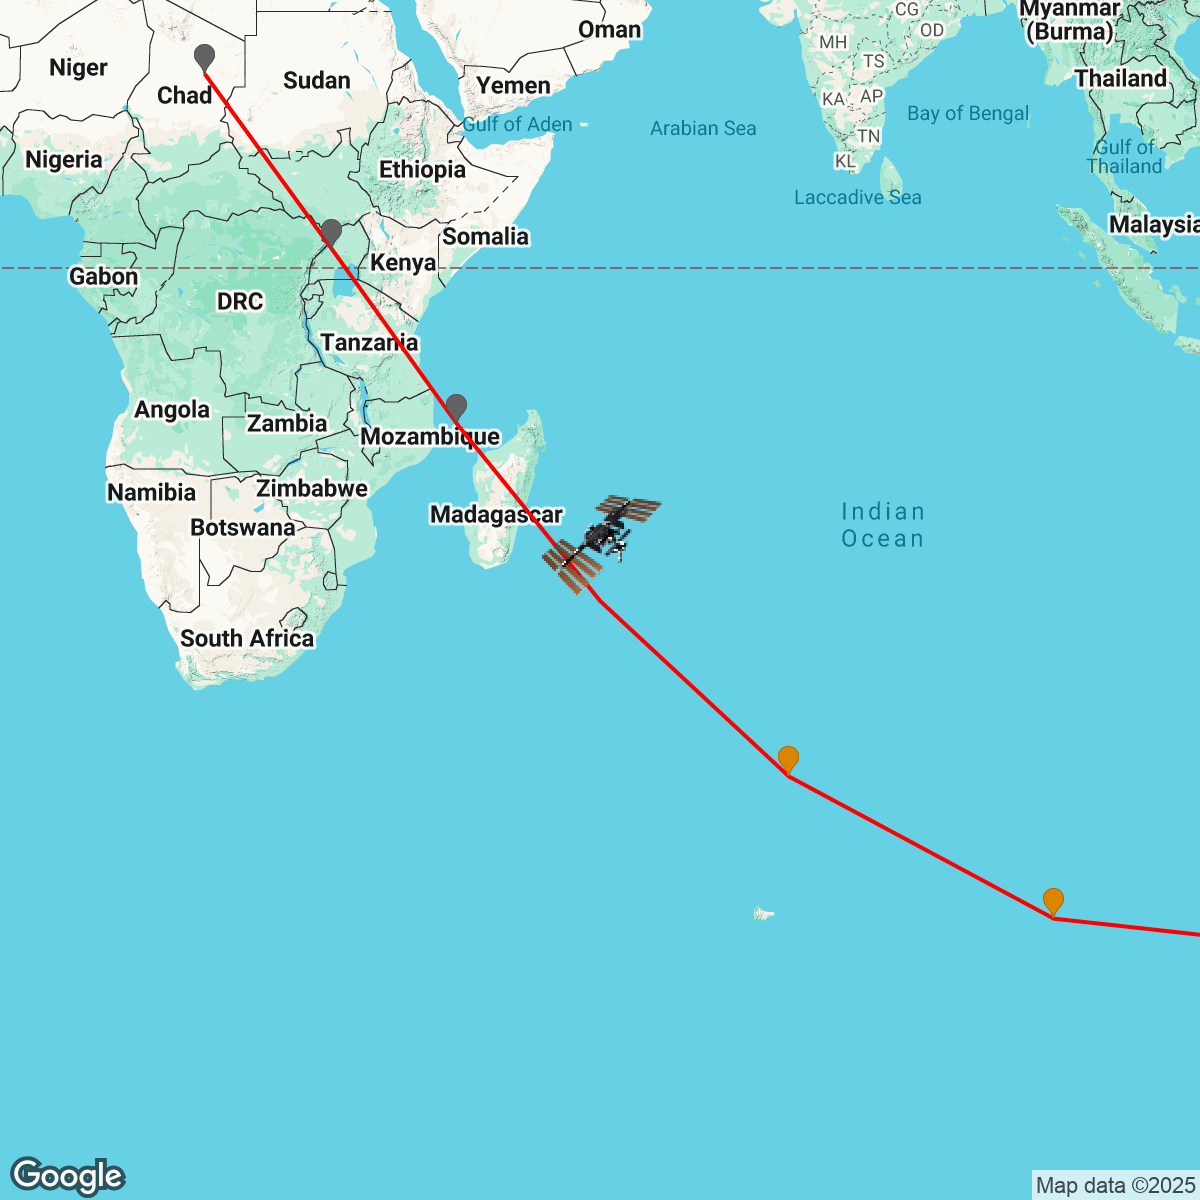 Oman
CG
Myanmar
(Burma)
OD
MH
TS
Niger
Sudan
Yemen
Thailand
Chad
KA
AP
Gulf of Aden
Arabian Sea
Bay of Bengal
TN
Nigeria
Ethiopia
KL
Gulf of
Thailand
Laccadive Sea
Somalia
Malaysia
Gabon
Kenya
DRC
Tanzania
Angola
Zambia
Mozambique
Namibia
Zimbabwe
Botswana
Madagascar
Indian
Ocean
South Africa
Google
Map data ©2025